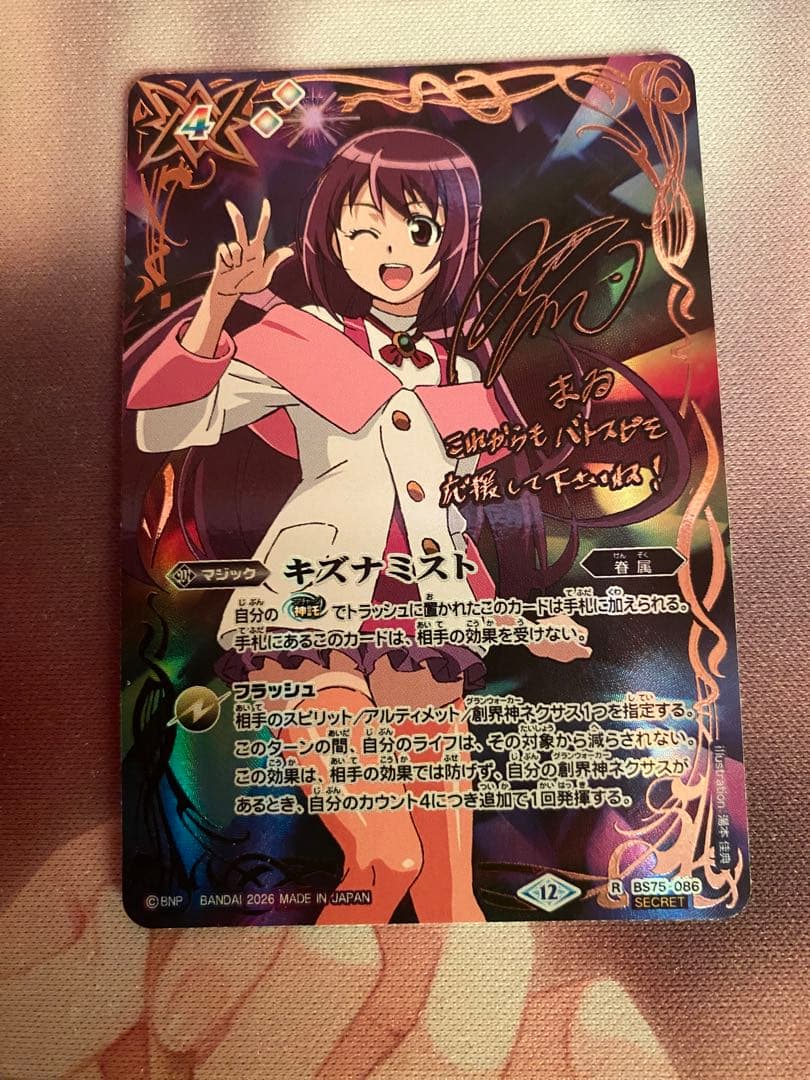 4
まゐ
これからも バトスピを
応援して下さいね!
マジック キズナミスト 眷属
自分の 神託 でトラッシュに置かれたこのカードは手札に加えられる。
手札にあるこのカードは、相手の効果を受けない。
フラッシュ
相手のスピリット/アルティメット/創界神ネクサス1つを指定する。
このターンの間、自分のライフは、その対象から減らされない。
この効果は、相手の効果では防げず、自分の創界神ネクサスが
あるとき、自分のカウント4につき追加で1回発揮する。
illustration 湯本 佳典
©BNP BANDAI 2026 MADE IN JAPAN
12 R BS75-086
SECRET